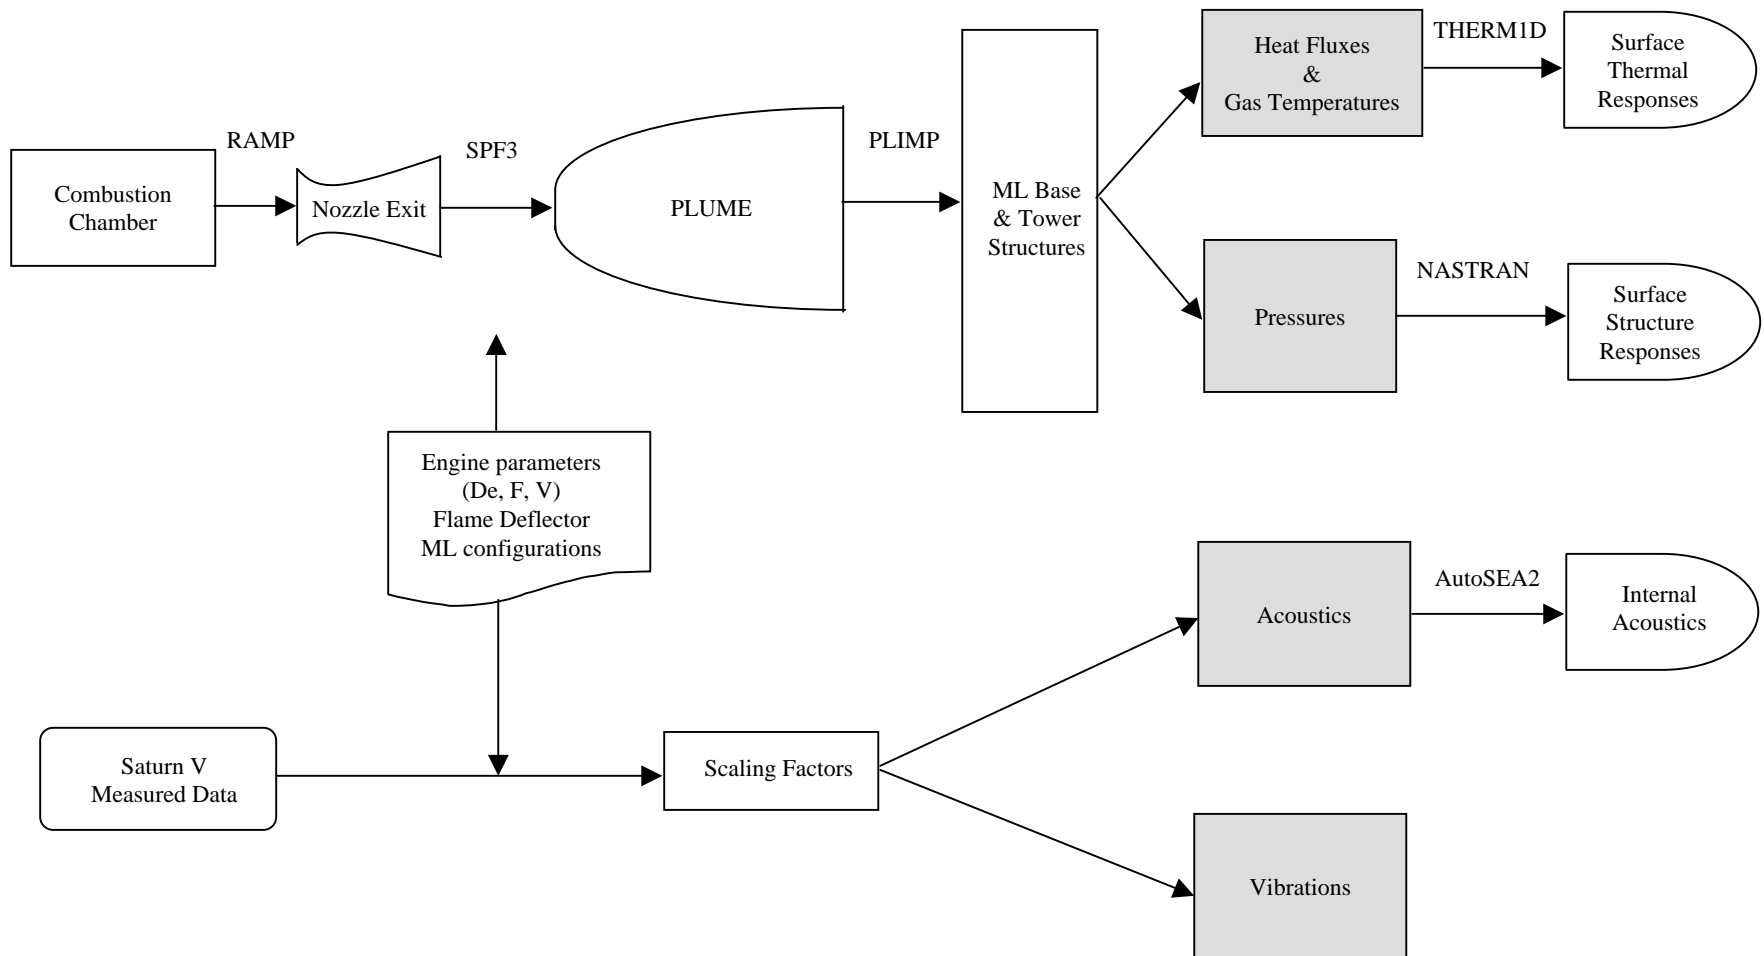 Combustion
Chamber
RAMP
Nozzle Exit
SPF3
PLUME
PLIMP
ML Base
& Tower
Structures
Heat Fluxes
&
Gas Temperatures
THERM1D
Surface
Thermal
Responses
Pressures
NASTRAN
Surface
Structure
Responses
Engine parameters
(De, F, V)
Flame Deflector
ML configurations
Saturn V
Measured Data
Scaling Factors
Acoustics
AutoSEA2
Internal
Acoustics
Vibrations